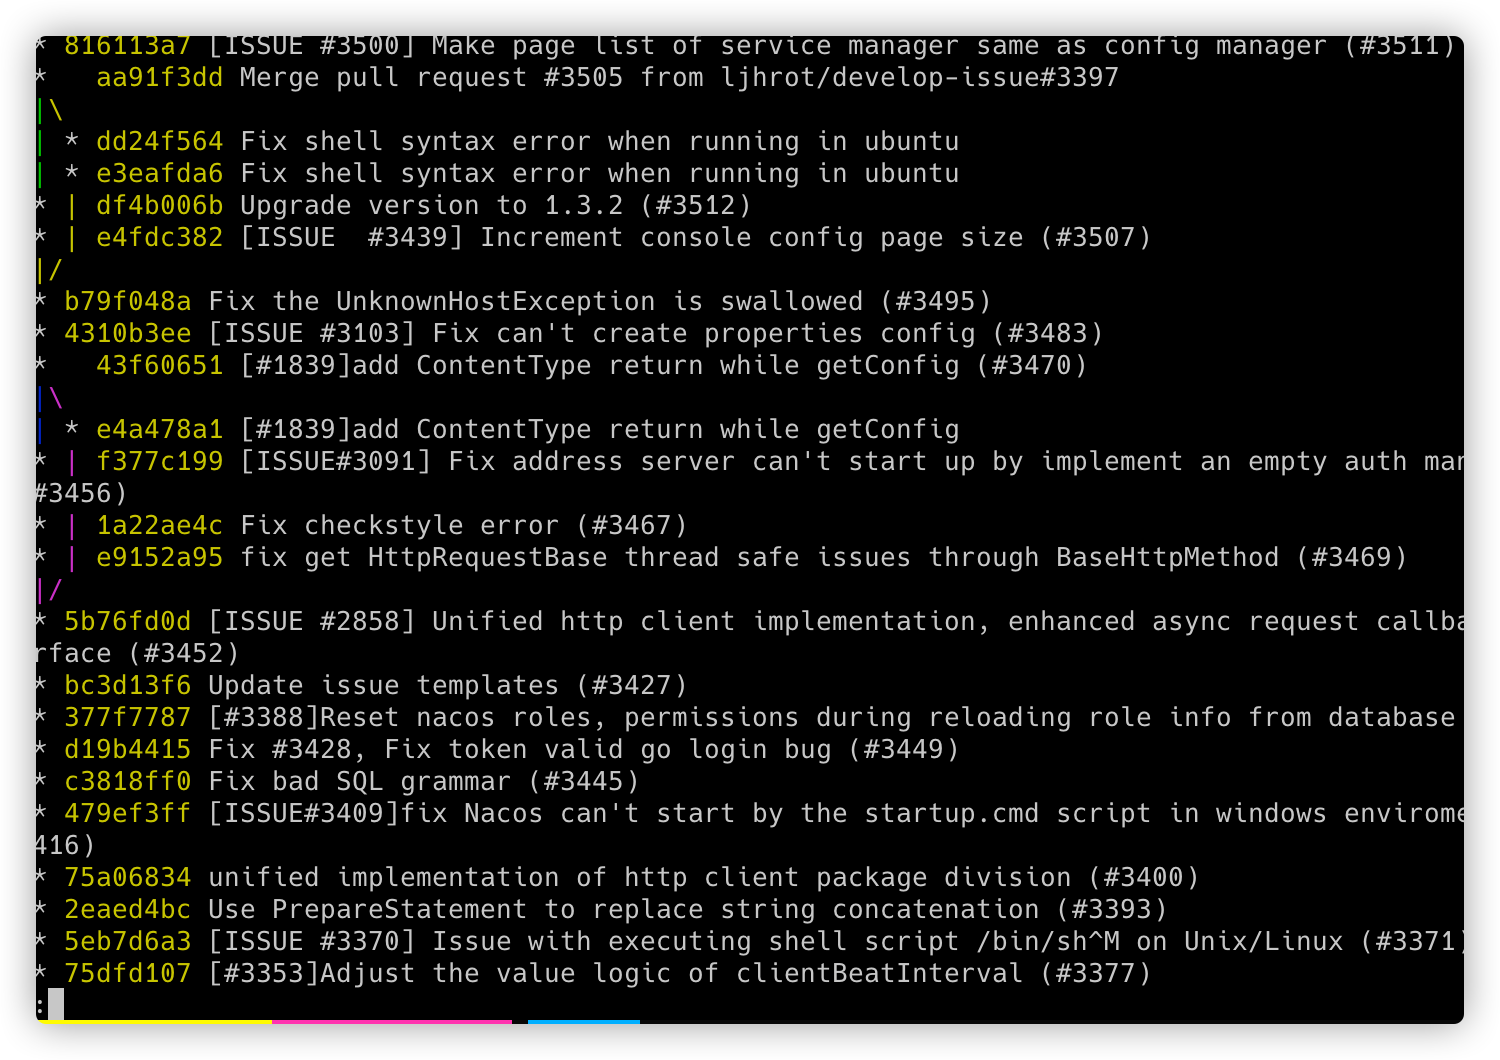 * 816113a7 [ISSUE #3500] Make page list of service manager same as config manager (#3511)
*   aa91f3dd Merge pull request #3505 from ljhrot/develop-issue#3397
|\
| * dd24f564 Fix shell syntax error when running in ubuntu
| * e3eafda6 Fix shell syntax error when running in ubuntu
* | df4b006b Upgrade version to 1.3.2 (#3512)
* | e4fdc382 [ISSUE  #3439] Increment console config page size (#3507)
|/
* b79f048a Fix the UnknownHostException is swallowed (#3495)
* 4310b3ee [ISSUE #3103] Fix can't create properties config (#3483)
*   43f60651 [#1839]add ContentType return while getConfig (#3470)
|\
| * e4a478a1 [#1839]add ContentType return while getConfig
* | f377c199 [ISSUE#3091] Fix address server can't start up by implement an empty auth man
#3456)
* | 1a22ae4c Fix checkstyle error (#3467)
* | e9152a95 fix get HttpRequestBase thread safe issues through BaseHttpMethod (#3469)
|/
* 5b76fd0d [ISSUE #2858] Unified http client implementation, enhanced async request callba
rface (#3452)
* bc3d13f6 Update issue templates (#3427)
* 377f7787 [#3388]Reset nacos roles, permissions during reloading role info from database
* d19b4415 Fix #3428, Fix token valid go login bug (#3449)
* c3818ff0 Fix bad SQL grammar (#3445)
* 479ef3ff [ISSUE#3409]fix Nacos can't start by the startup.cmd script in windows envirome
416)
* 75a06834 unified implementation of http client package division (#3400)
* 2eaed4bc Use PrepareStatement to replace string concatenation (#3393)
* 5eb7d6a3 [ISSUE #3370] Issue with executing shell script /bin/sh^M on Unix/Linux (#3371)
* 75dfd107 [#3353]Adjust the value logic of clientBeatInterval (#3377)
: